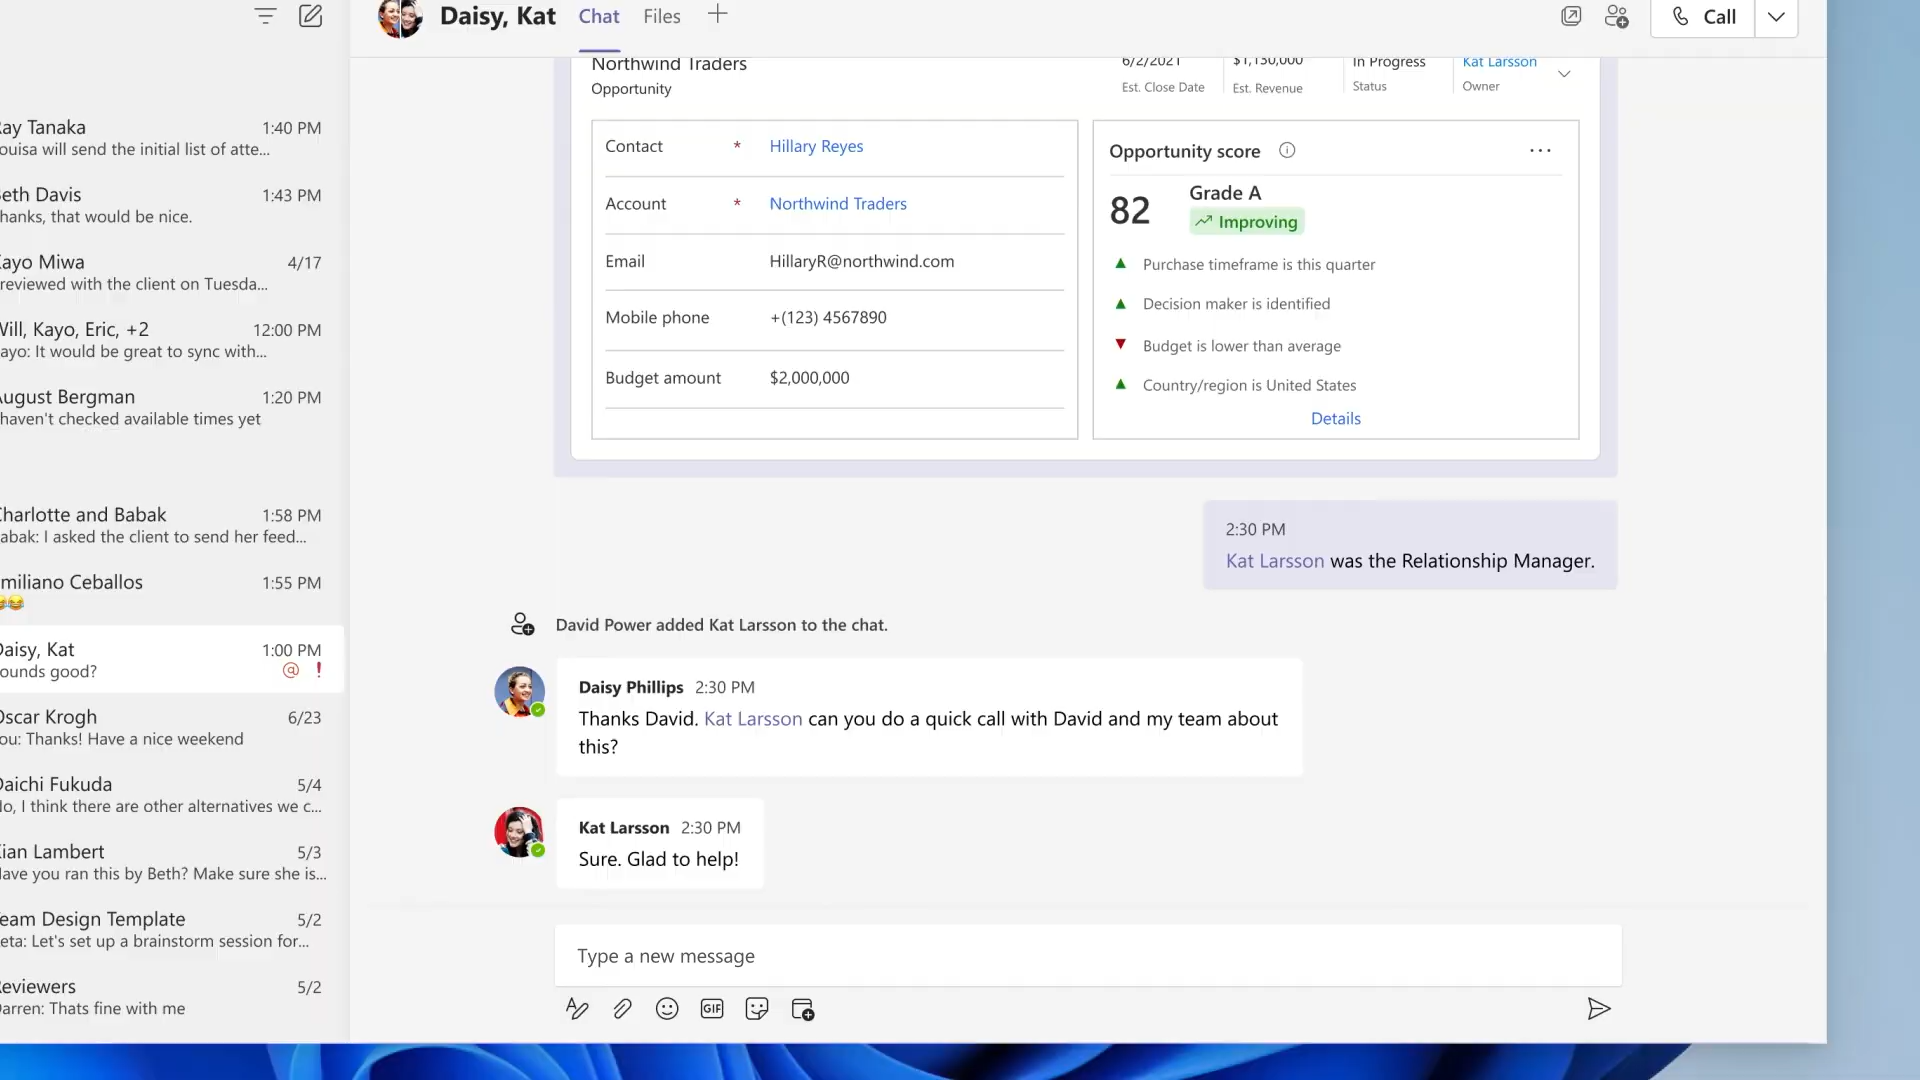 Daisy, Kat
Chat
Files
Call
Northwind Traders
Opportunity
6/2/2021
Est. Close Date
$1,130,000
Est. Revenue
In Progress
Status
Kat Larsson
Owner
Contact * Hillary Reyes
Account * Northwind Traders
Email HillaryR@northwind.com
Mobile phone +(123) 4567890
Budget amount $2,000,000
Opportunity score
82
Grade A
Improving
Purchase timeframe is this quarter
Decision maker is identified
Budget is lower than average
Country/region is United States
Details
2:30 PM
Kat Larsson was the Relationship Manager.
David Power added Kat Larsson to the chat.
Daisy Phillips 2:30 PM
Thanks David. Kat Larsson can you do a quick call with David and my team about
this?
Kat Larsson 2:30 PM
Sure. Glad to help!
Type a new message
GIF
ay Tanaka 1:40 PM
ouisa will send the initial list of atte...
eth Davis 1:43 PM
hanks, that would be nice.
ayo Miwa 4/17
reviewed with the client on Tuesda...
Will, Kayo, Eric, +2 12:00 PM
ayo: It would be great to sync with...
August Bergman 1:20 PM
haven't checked available times yet
Charlotte and Babak 1:58 PM
abak: I asked the client to send her feed...
miliano Ceballos 1:55 PM
Daisy, Kat 1:00 PM
ounds good? @ !
Oscar Krogh 6/23
ou: Thanks! Have a nice weekend
Daichi Fukuda 5/4
No, I think there are other alternatives we c...
Kian Lambert 5/3
Have you ran this by Beth? Make sure she is...
eam Design Template 5/2
eta: Let's set up a brainstorm session for...
Reviewers 5/2
Darren: Thats fine with me